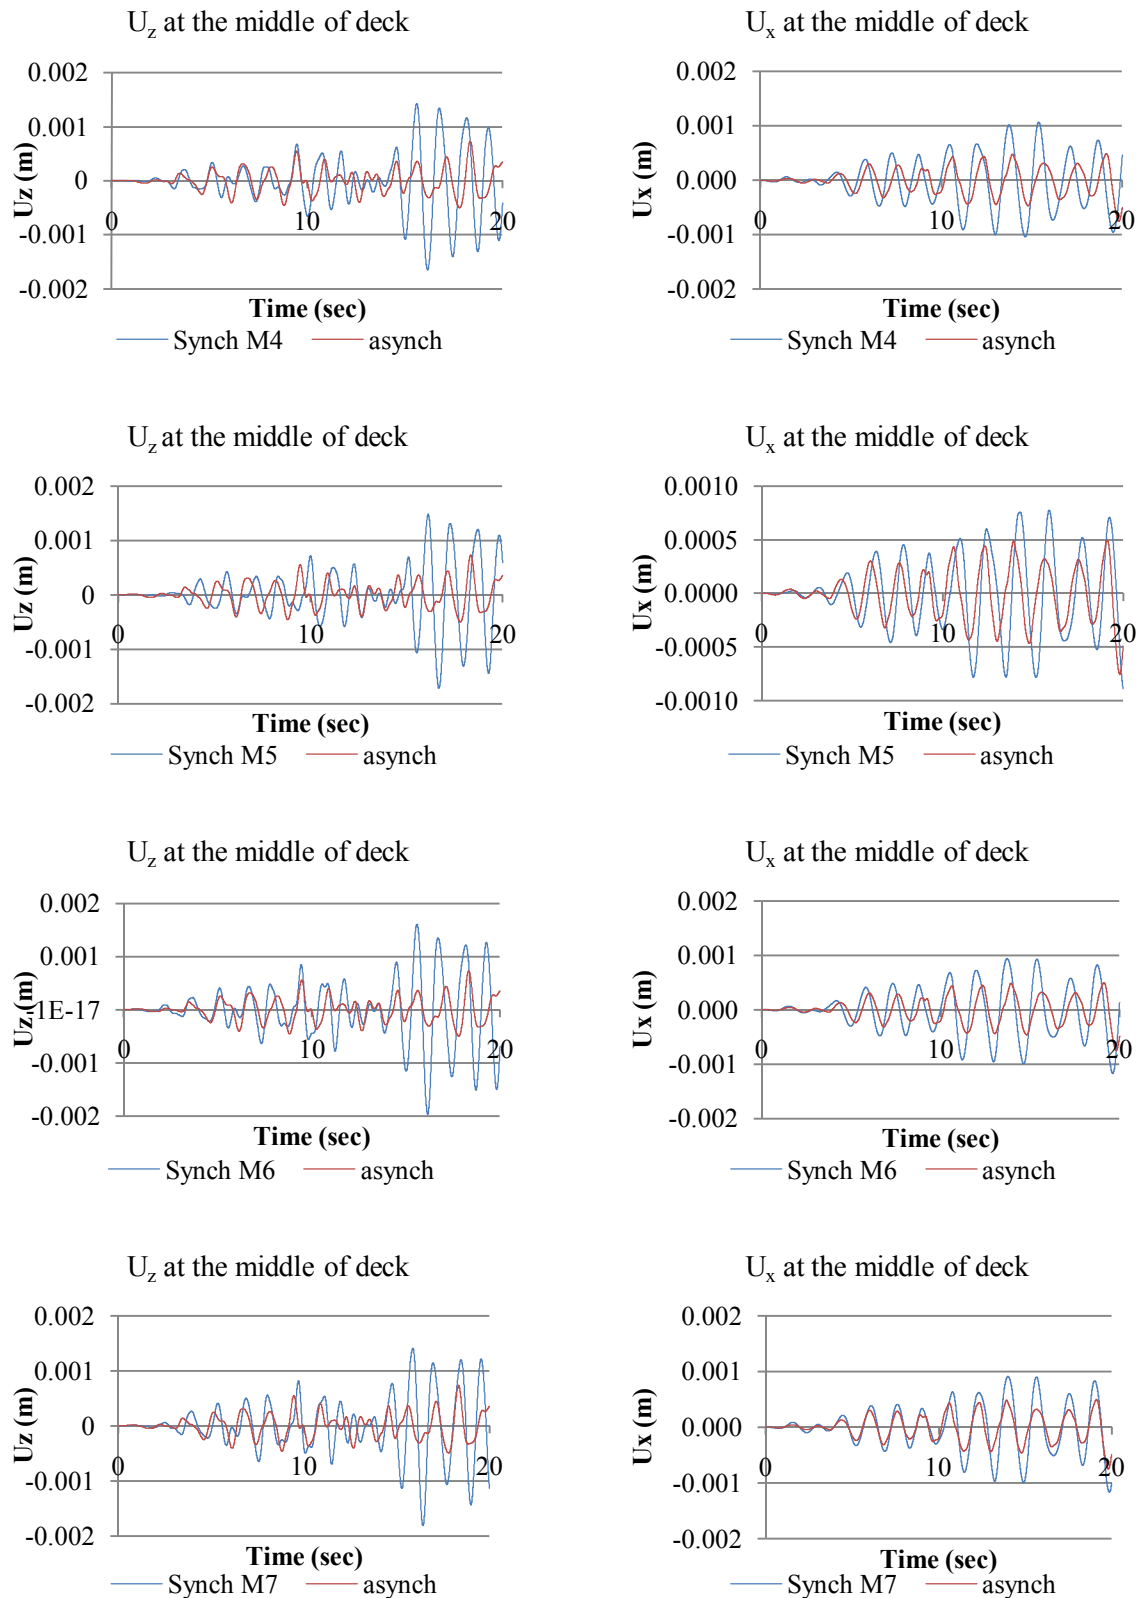 U_z at the middle of deck
0.002
0.001
0
-0.001
-0.002
Uz (m)
0 10 20
Time (sec)
Synch M4 asynch
U_x at the middle of deck
0.002
0.001
0.000
-0.001
-0.002
Ux (m)
0 10 20
Time (sec)
Synch M4 asynch
U_z at the middle of deck
0.002
0.001
0
-0.001
-0.002
Uz (m)
0 10 20
Time (sec)
Synch M5 asynch
U_x at the middle of deck
0.0010
0.0005
0.0000
-0.0005
-0.0010
Ux (m)
0 10 20
Time (sec)
Synch M5 asynch
U_z at the middle of deck
0.002
0.001
1E-17
-0.001
-0.002
Uz (m)
0 10 20
Time (sec)
Synch M6 asynch
U_x at the middle of deck
0.002
0.001
0.000
-0.001
-0.002
Ux (m)
0 10 20
Time (sec)
Synch M6 asynch
U_z at the middle of deck
0.002
0.001
0
-0.001
-0.002
Uz (m)
0 10 20
Time (sec)
Synch M7 asynch
U_x at the middle of deck
0.002
0.001
0.000
-0.001
-0.002
Ux (m)
0 10 20
Time (sec)
Synch M7 asynch